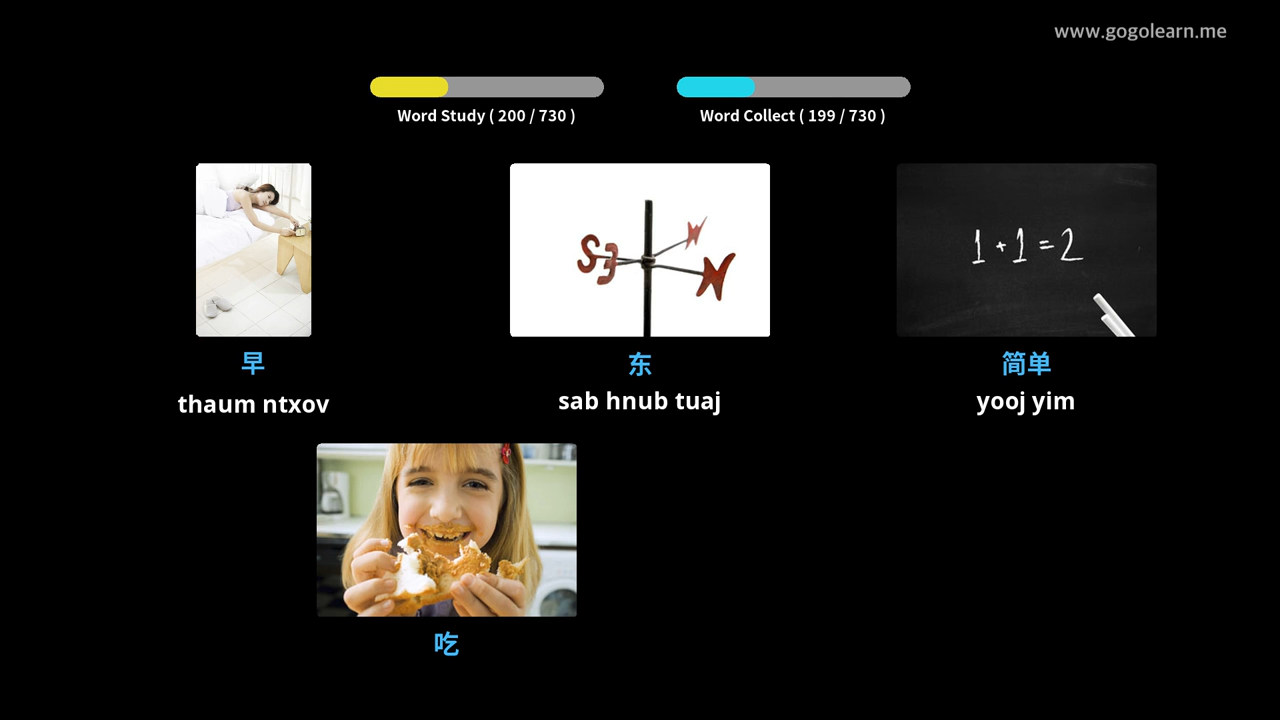 www.gogolearn.me
Word Study ( 200 / 730 )
Word Collect ( 199 / 730 )
S E N N
1 + 1 = 2
早
东
简单
thaum ntxov
sab hnub tuaj
yooj yim
吃